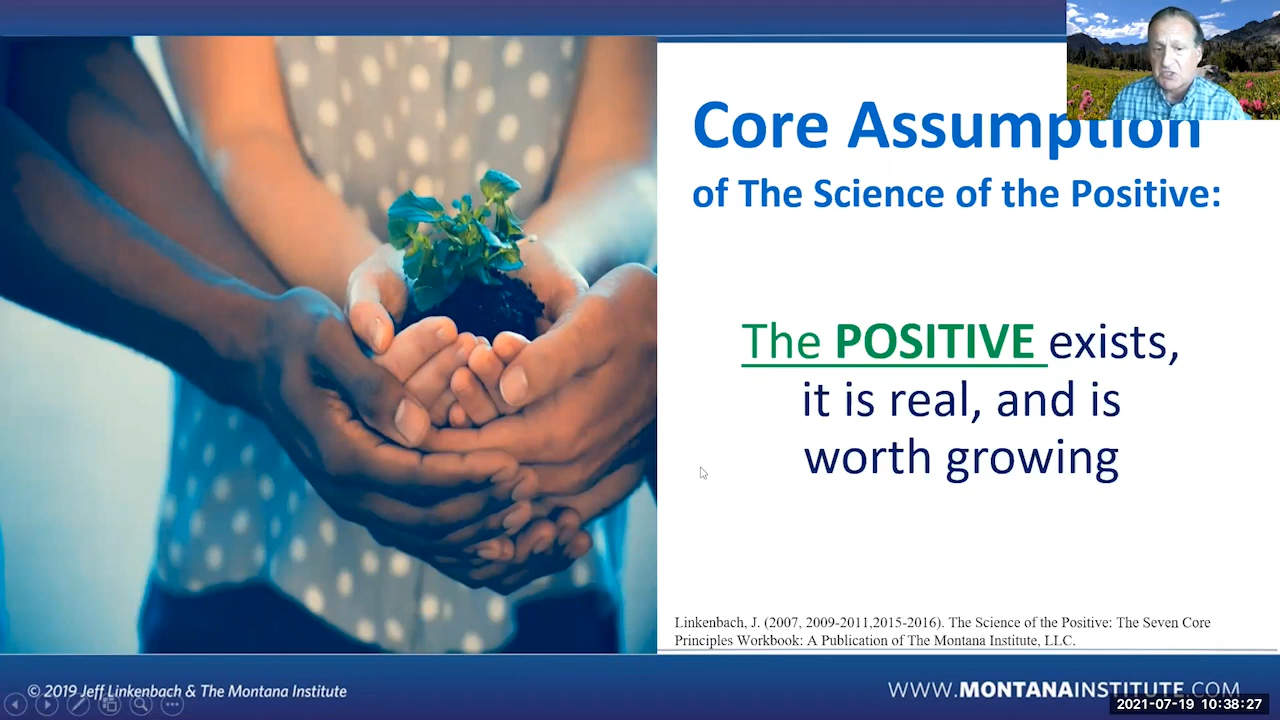 Core Assumption
of The Science of the Positive:
The POSITIVE exists,
it is real, and is
worth growing
Linkenbach, J. (2007, 2009-2011,2015-2016). The Science of the Positive: The Seven Core
Principles Workbook: A Publication of The Montana Institute, LLC.
© 2019 Jeff Linkenbach & The Montana Institute
WWW.MONTANAINSTITUTE.COM
2021-07-19 10:38:27